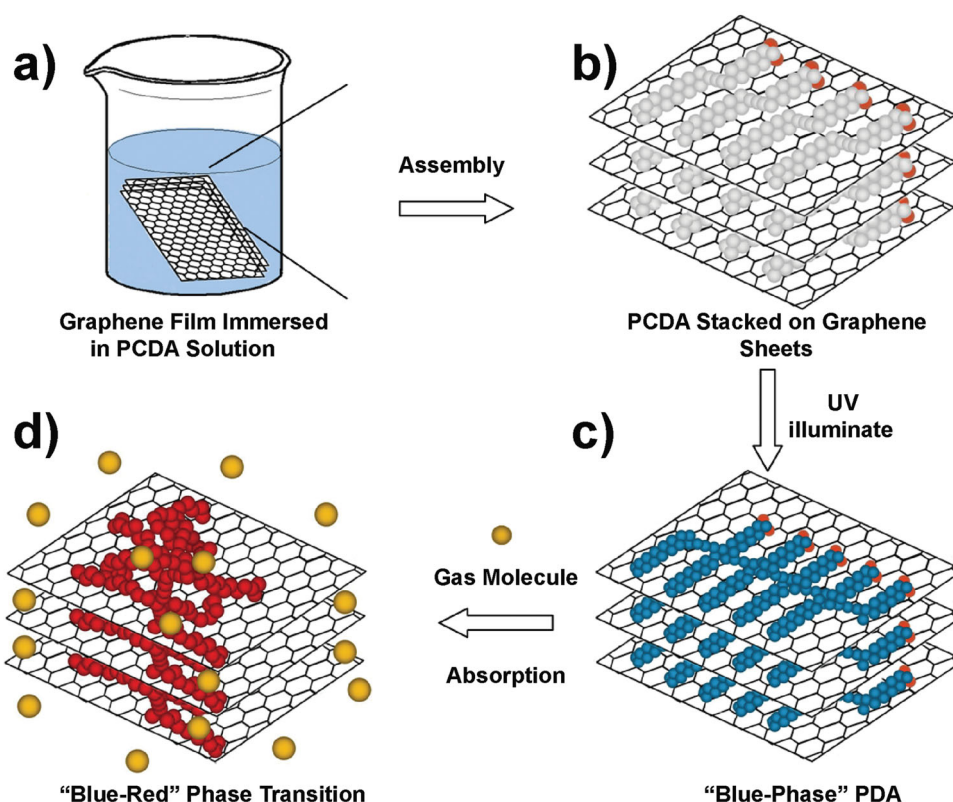 a)
Graphene Film Immersed
in PCDA Solution
Assembly
b)
PCDA Stacked on Graphene
Sheets
UV
illuminate
c)
“Blue-Phase” PDA
Gas Molecule
Absorption
d)
“Blue-Red” Phase Transition